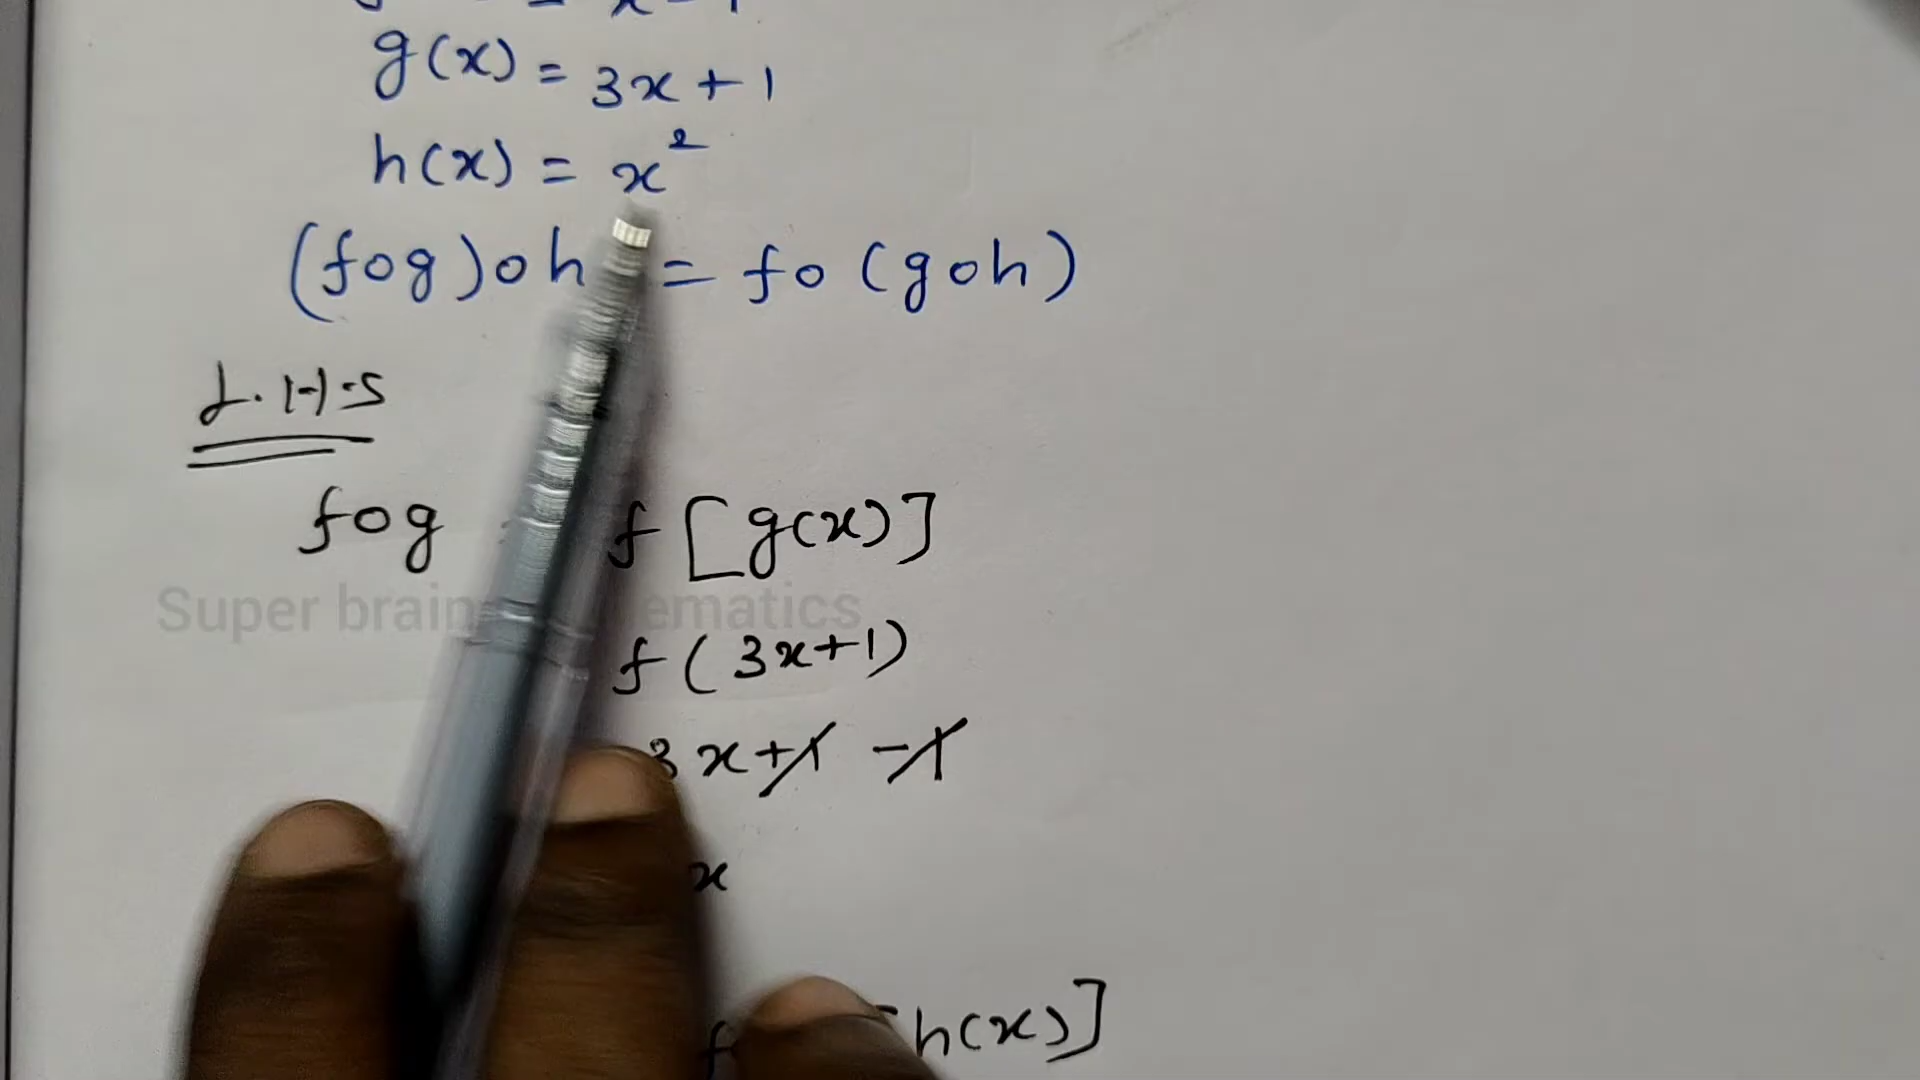 g(x) = 3x + 1
h(x) = x²
(fog)oh = fo(goh)
L.H.S
fog f[g(x)]
Super brain ematics
f(3x+1)
3x+1 -1
x
h(x)]